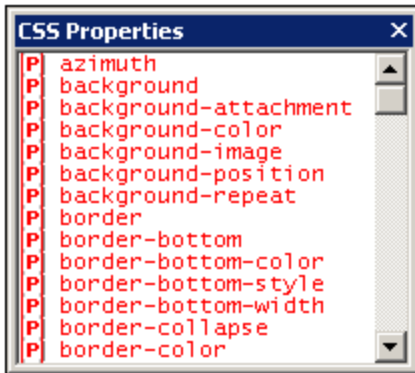 CSS Properties
P azimuth
P background
P background-attachment
P background-color
P background-image
P background-position
P background-repeat
P border
P border-bottom
P border-bottom-color
P border-bottom-style
P border-bottom-width
P border-collapse
P border-color